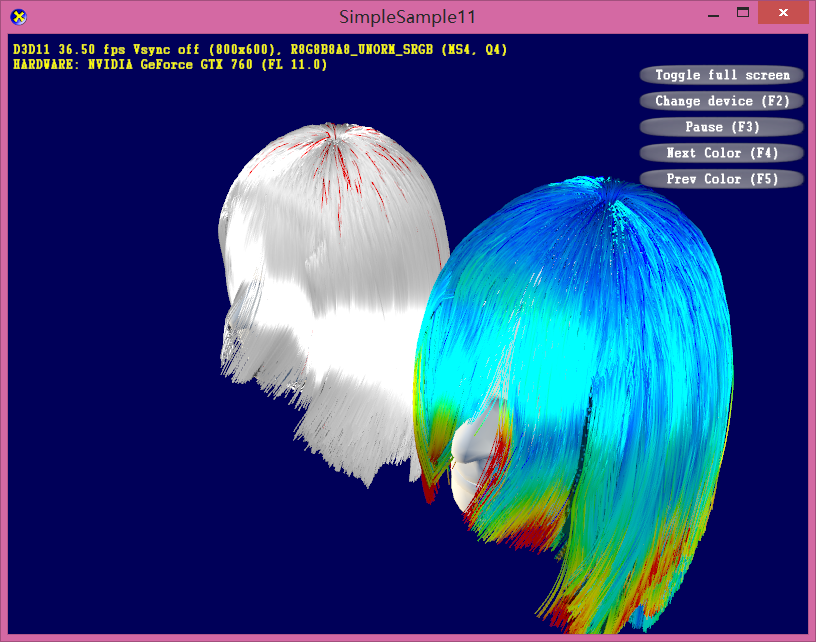 SimpleSample11
D3D11 36.50 fps Vsync off (800x600), R8G8B8A8_UNORM_SRGB (MS4, Q4)
HARDWARE: NVIDIA GeForce GTX 760 (FL 11.0)
Toggle full screen
Change device (F2)
Pause (F3)
Next Color (F4)
Prev Color (F5)